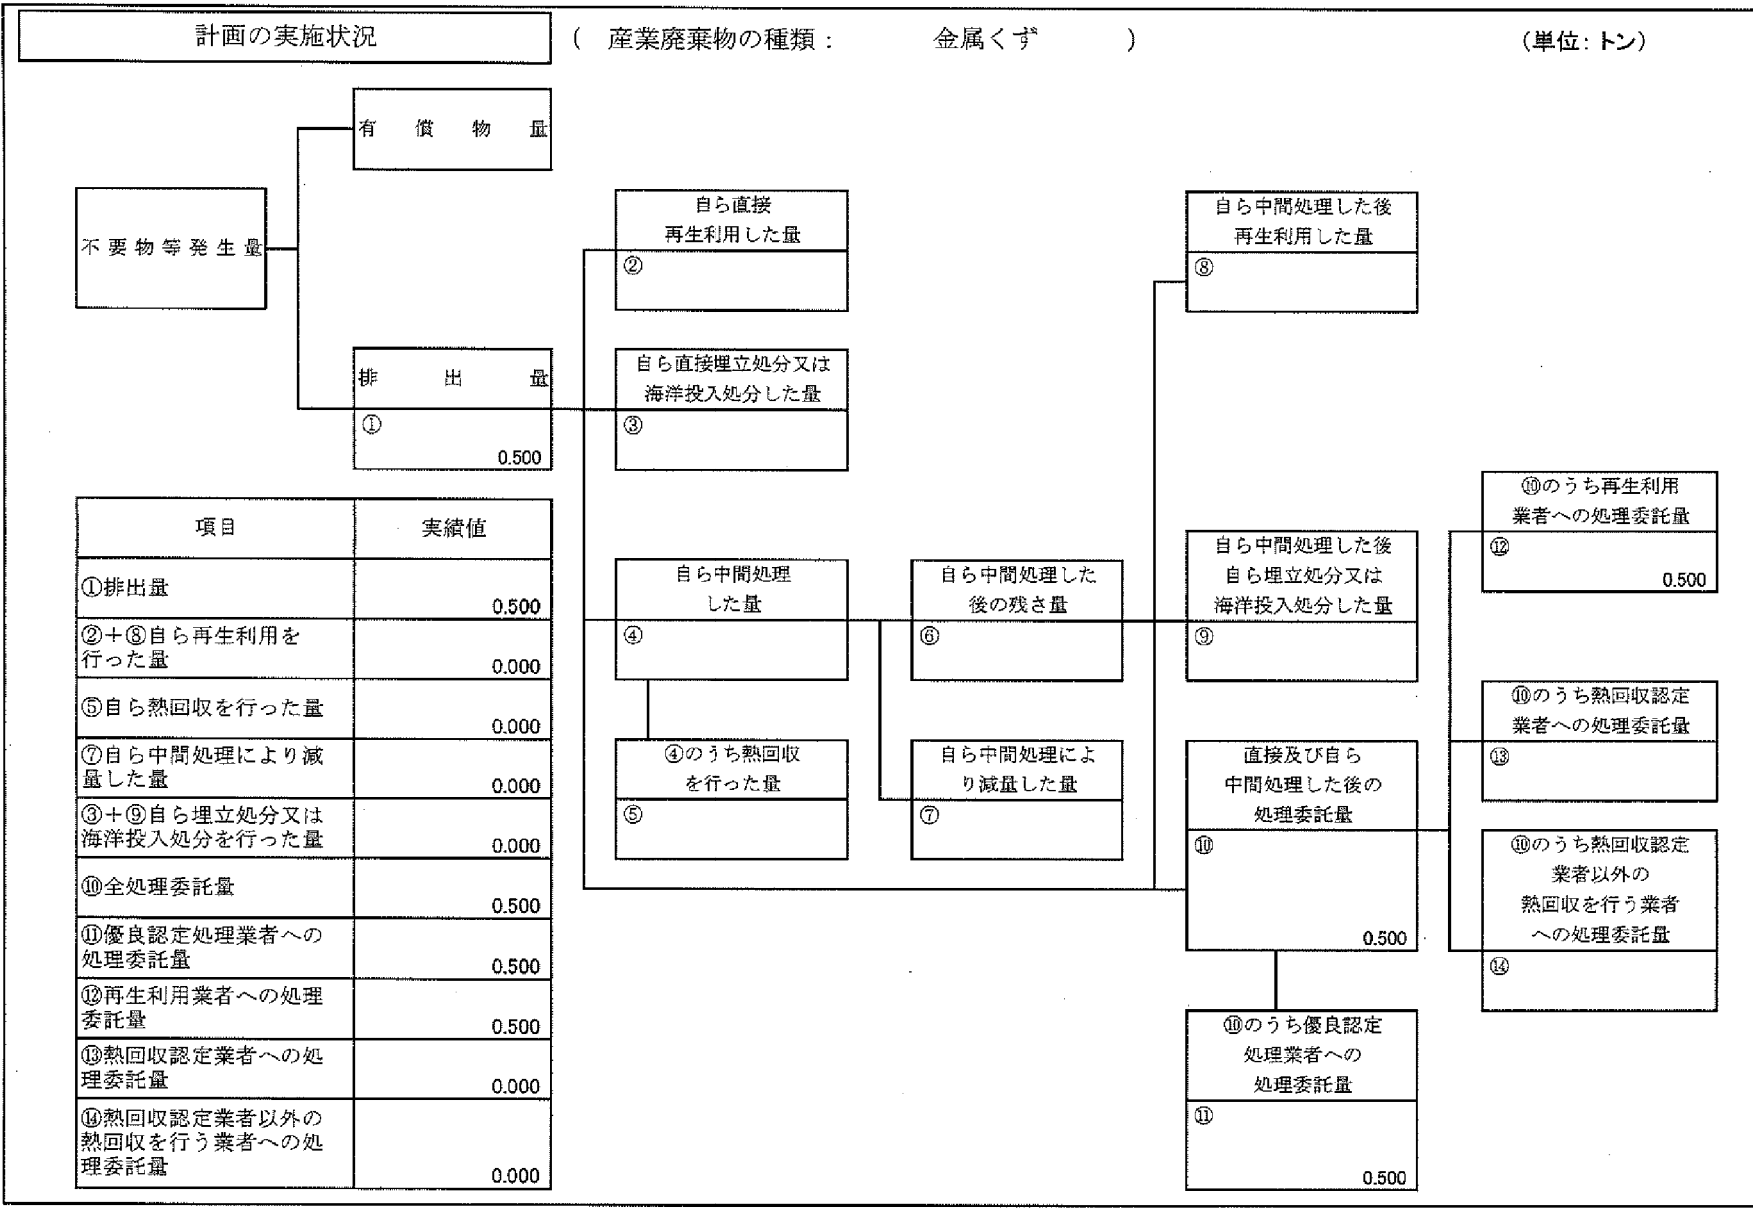 計画の実施状況 ( 産業廃棄物の種類: 金属くず ) (単位:トン)
有償物量
不要物等発生量
自ら直接
再生利用した量
②
自ら中間処理した後
再生利用した量
⑧
排出量
①
0.500
自ら直接埋立処分又は
海洋投入処分した量
③
項目 実績値
①排出量
0.500
②+⑧自ら再生利用を
行った量
0.000
⑤自ら熱回収を行った量
0.000
⑦自ら中間処理により減
量した量
0.000
③+⑨自ら埋立処分又は
海洋投入処分を行った量
0.000
⑩全処理委託量
0.500
⑪優良認定処理業者への
処理委託量
0.500
⑫再生利用業者への処理
委託量
0.500
⑬熱回収認定業者への処
理委託量
0.000
⑭熱回収認定業者以外の
熱回収を行う業者への処
理委託量
0.000
自ら中間処理
した量
④
④のうち熱回収
を行った量
⑤
自ら中間処理した
後の残さ量
⑥
自ら中間処理によ
り減量した量
⑦
自ら中間処理した後
自ら埋立処分又は
海洋投入処分した量
⑨
直接及び自ら
中間処理した後の
処理委託量
⑩
0.500
⑩のうち優良認定
処理業者への
処理委託量
⑪
0.500
⑩のうち再生利用
業者への処理委託量
⑫
0.500
⑩のうち熱回収認定
業者への処理委託量
⑬
⑩のうち熱回収認定
業者以外の
熱回収を行う業者
への処理委託量
⑭